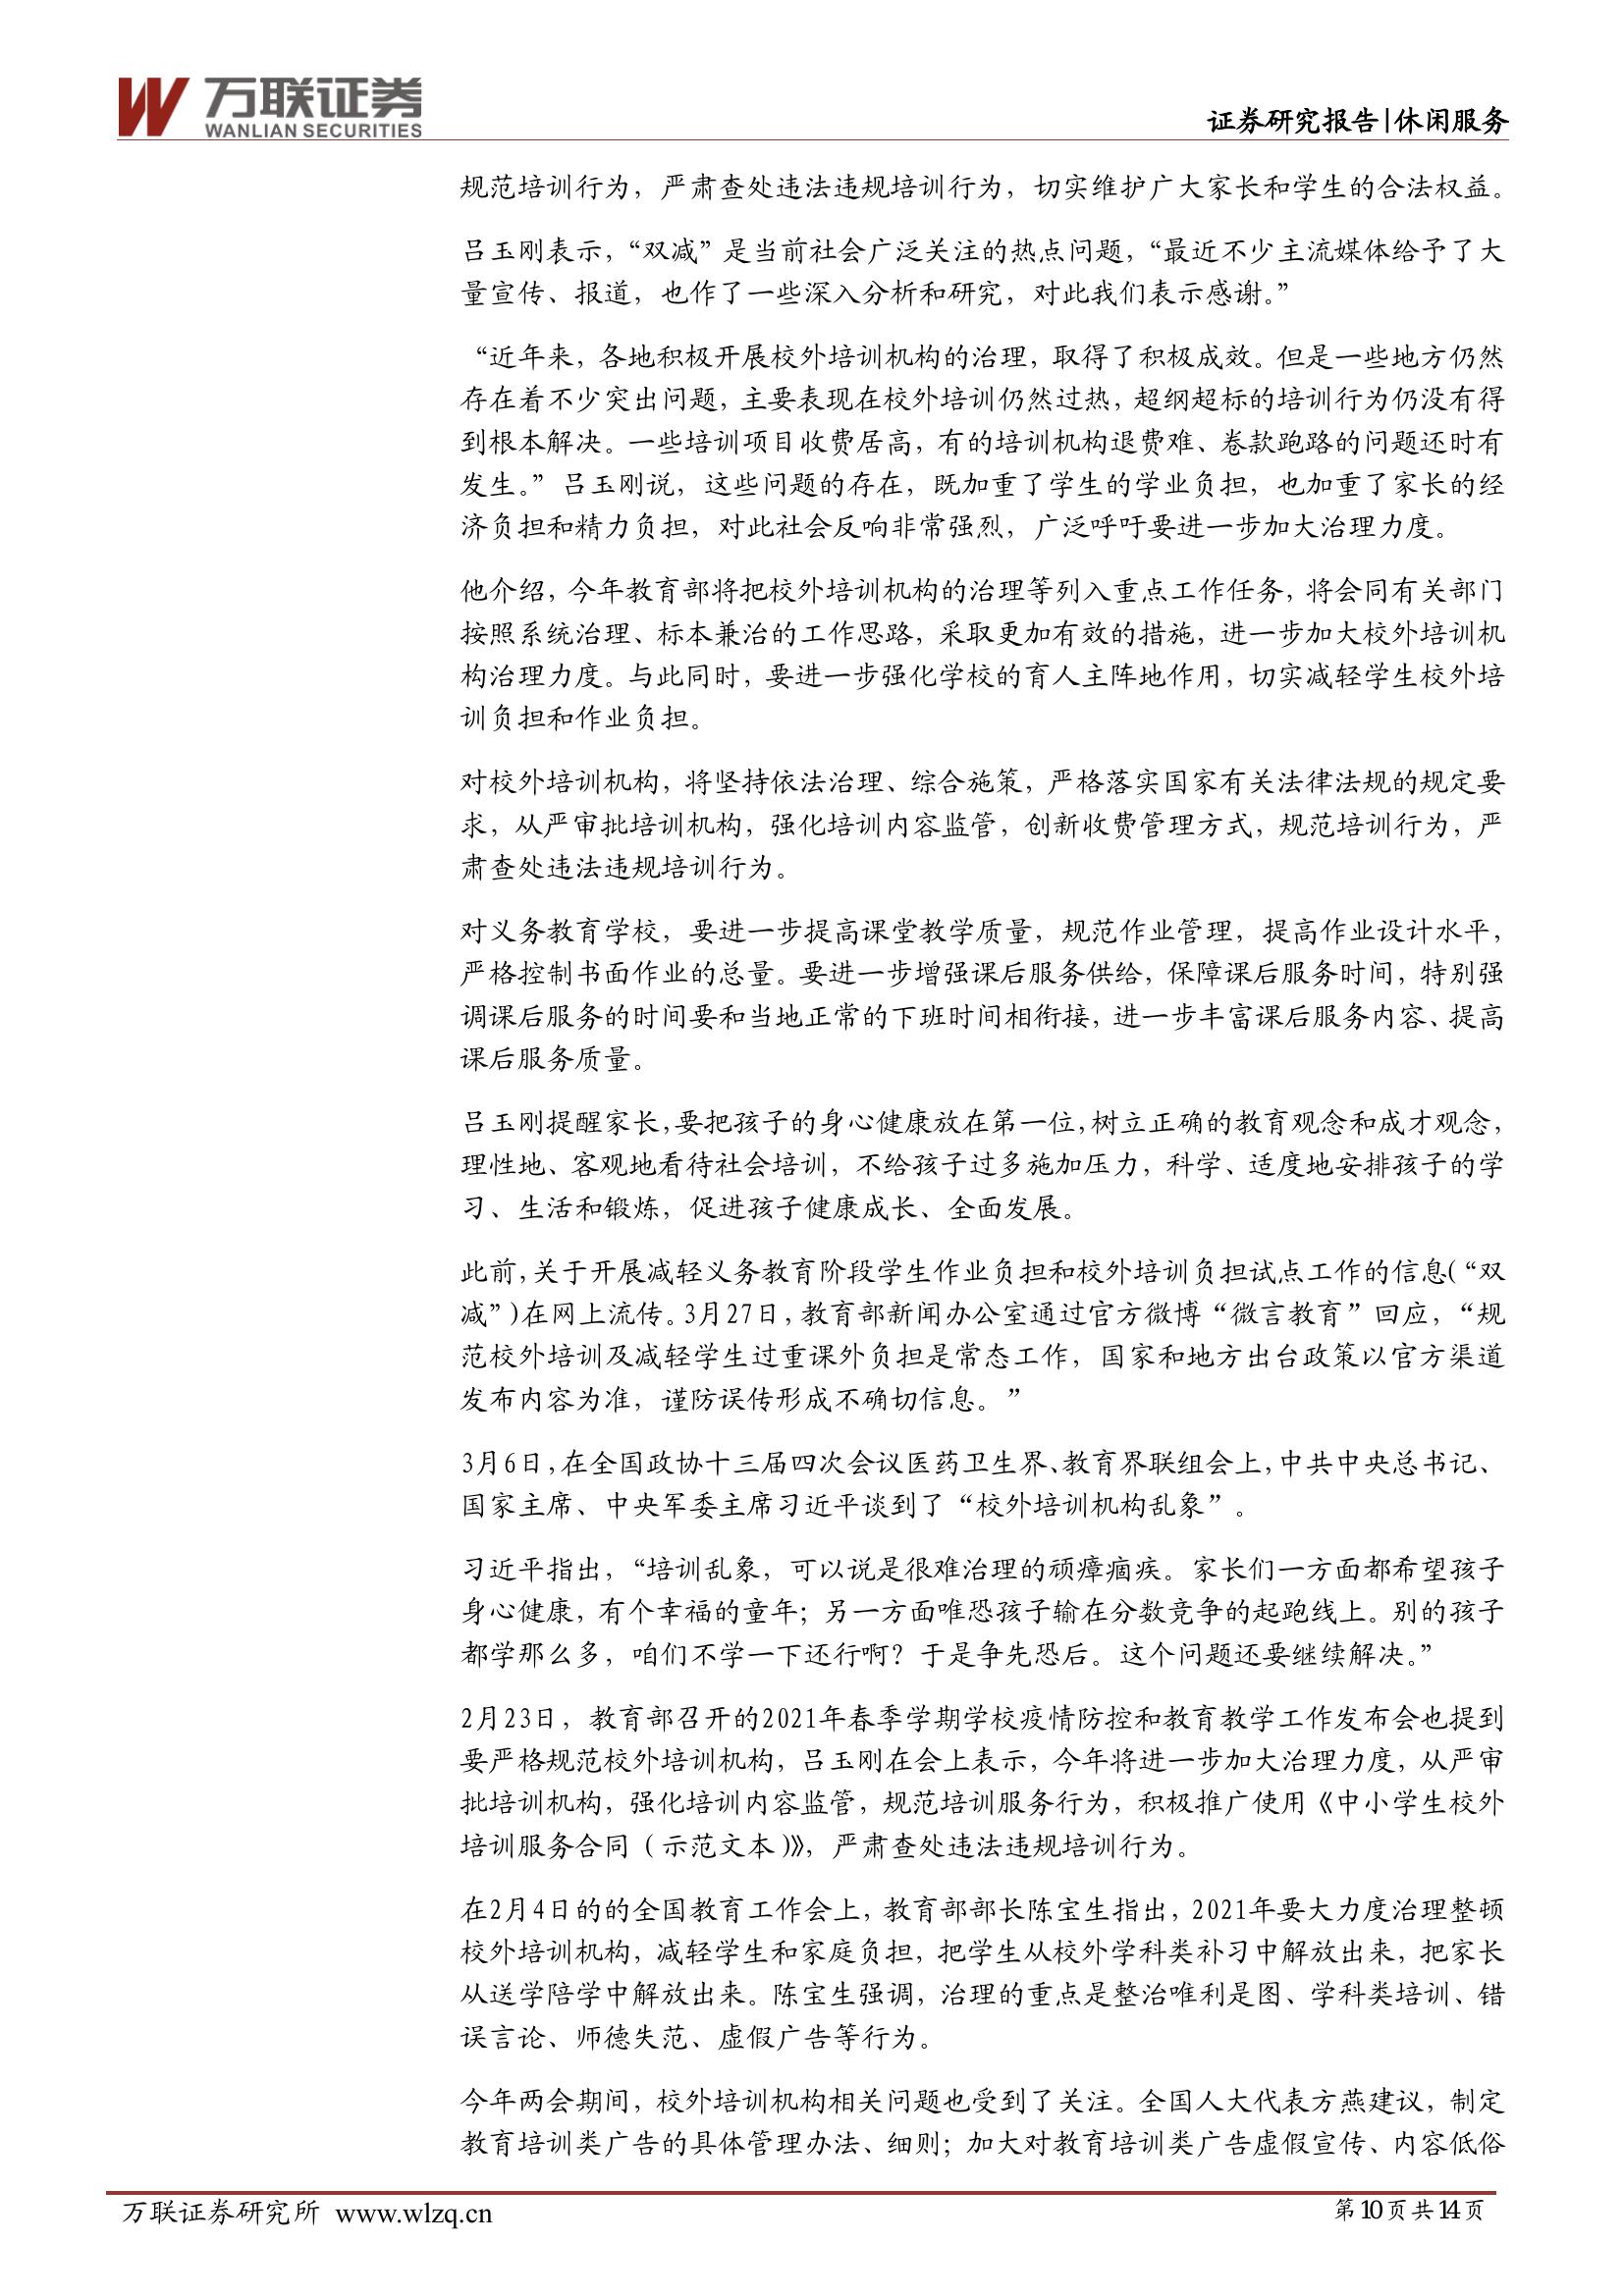 万联证券
WANLIAN SECURITIES
证券研究报告|休闲服务
规范培训行为，严肃查处违法违规培训行为，切实维护广大家长和学生的合法权益。
吕玉刚表示，“双减”是当前社会广泛关注的热点问题，“最近不少主流媒体给予了大
量宣传、报道，也作了一些深入分析和研究，对此我们表示感谢。”
“近年来，各地积极开展校外培训机构的治理，取得了积极成效。但是一些地方仍然
存在着不少突出问题，主要表现在校外培训仍然过热，超纲超标的培训行为仍没有得
到根本解决。一些培训项目收费居高，有的培训机构退费难、卷款跑路的问题还时有
发生。”吕玉刚说，这些问题的存在，既加重了学生的学业负担，也加重了家长的经
济负担和精力负担，对此社会反响非常强烈，广泛呼吁要进一步加大治理力度。
他介绍，今年教育部将把校外培训机构的治理等列入重点工作任务，将会同有关部门
按照系统治理、标本兼治的工作思路，采取更加有效的措施，进一步加大校外培训机
构治理力度。与此同时，要进一步强化学校的育人主阵地作用，切实减轻学生校外培
训负担和作业负担。
对校外培训机构，将坚持依法治理、综合施策，严格落实国家有关法律法规的规定要
求，从严审批培训机构，强化培训内容监管，创新收费管理方式，规范培训行为，严
肃查处违法违规培训行为。
对义务教育学校，要进一步提高课堂教学质量，规范作业管理，提高作业设计水平，
严格控制书面作业的总量。要进一步增强课后服务供给，保障课后服务时间，特别强
调课后服务的时间要和当地正常的下班时间相衔接，进一步丰富课后服务内容、提高
课后服务质量。
吕玉刚提醒家长，要把孩子的身心健康放在第一位，树立正确的教育观念和成才观念，
理性地、客观地看待社会培训，不给孩子过多施加压力，科学、适度地安排孩子的学
习、生活和锻炼，促进孩子健康成长、全面发展。
此前，关于开展减轻义务教育阶段学生作业负担和校外培训负担试点工作的信息(“双
减”)在网上流传。3月27日，教育部新闻办公室通过官方微博“微言教育”回应，“规
范校外培训及减轻学生过重课外负担是常态工作，国家和地方出台政策以官方渠道
发布内容为准，谨防误传形成不确切信息。”
3月6日，在全国政协十三届四次会议医药卫生界、教育界联组会上，中共中央总书记、
国家主席、中央军委主席习近平谈到了“校外培训机构乱象”。
习近平指出，“培训乱象，可以说是很难治理的顽瘴痼疾。家长们一方面都希望孩子
身心健康，有个幸福的童年；另一方面唯恐孩子输在分数竞争的起跑线上。别的孩子
都学那么多，咱们不学一下还行啊？于是争先恐后。这个问题还要继续解决。”
2月23日，教育部召开的2021年春季学期学校疫情防控和教育教学工作发布会也提到
要严格规范校外培训机构，吕玉刚在会上表示，今年将进一步加大治理力度，从严审
批培训机构，强化培训内容监管，规范培训服务行为，积极推广使用《中小学生校外
培训服务合同（示范文本）》，严肃查处违法违规培训行为。
在2月4日的的全国教育工作会上，教育部部长陈宝生指出，2021年要大力度治理整顿
校外培训机构，减轻学生和家庭负担，把学生从校外学科类补习中解放出来，把家长
从送学陪学中解放出来。陈宝生强调，治理的重点是整治唯利是图、学科类培训、错
误言论、师德失范、虚假广告等行为。
今年两会期间，校外培训机构相关问题也受到了关注。全国人大代表方燕建议，制定
教育培训类广告的具体管理办法、细则；加大对教育培训类广告虚假宣传、内容低俗
万联证券研究所 www.wlzq.cn
第10页共14页